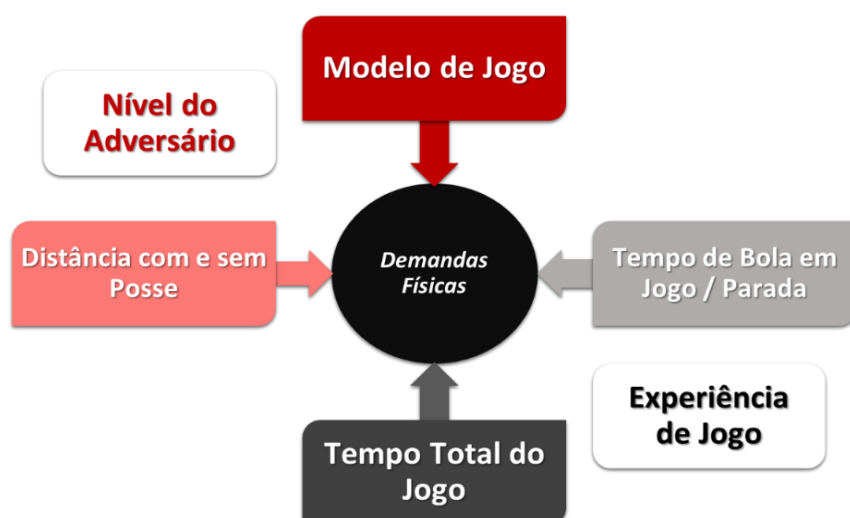 Modelo de Jogo
Nível do
Adversário
Distância com e sem
Posse
Demandas
Físicas
Tempo de Bola em
Jogo / Parada
Experiência
de Jogo
Tempo Total do
Jogo